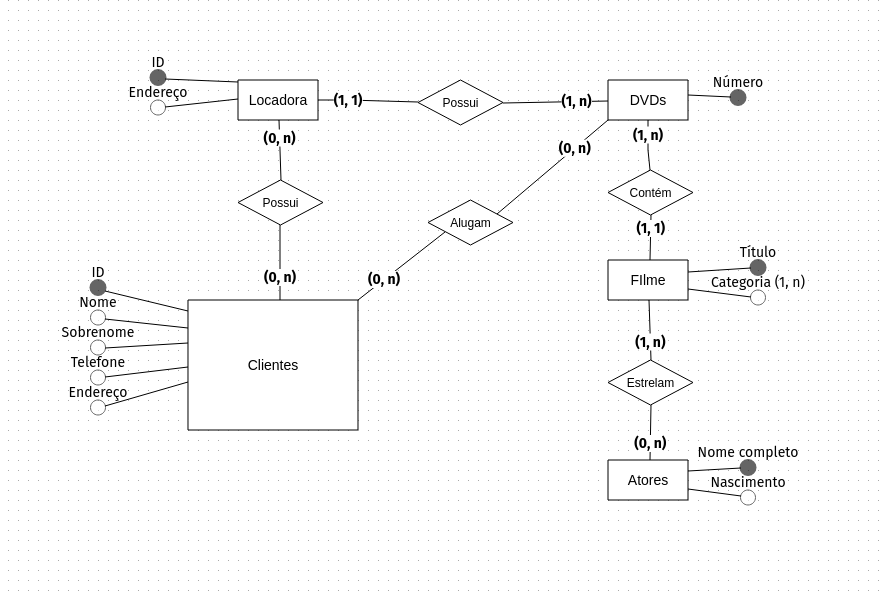 ID
Endereço
Locadora
(1, 1)
Possui
(1, n)
DVDs
Número
(0, n)
(0, n)
(1, n)
Possui
Alugam
Contém
(1, 1)
(0, n)
(0, n)
FIlme
Título
Categoria (1, n)
ID
Nome
Sobrenome
Telefone
Endereço
Clientes
(1, n)
Estrelam
(0, n)
Atores
Nome completo
Nascimento